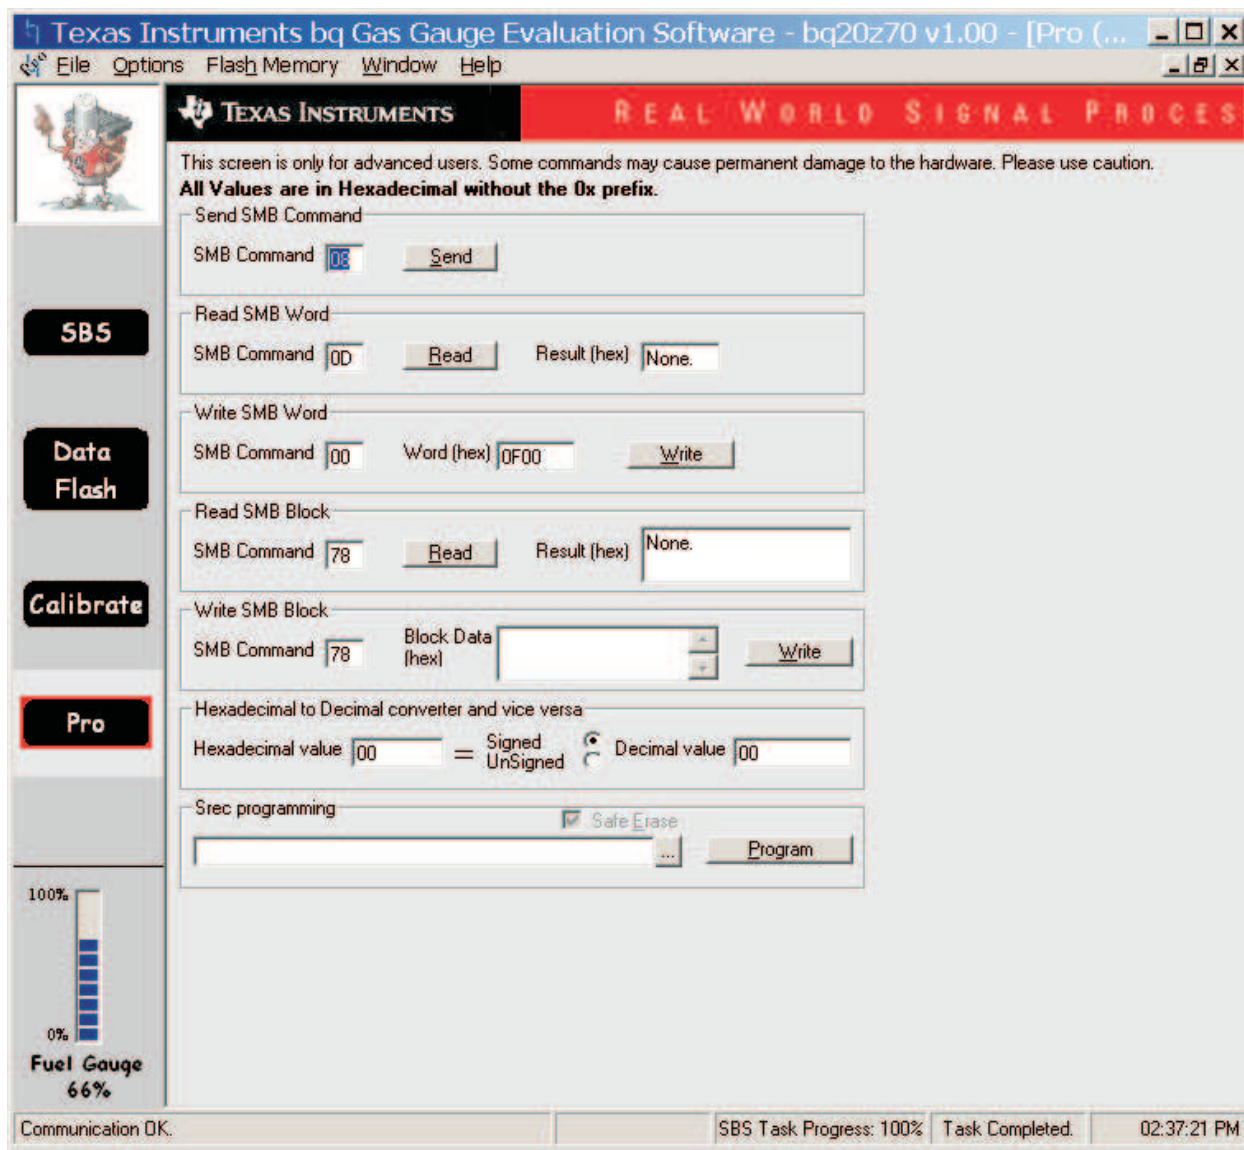 Texas Instruments bq Gas Gauge Evaluation Software - bq20z70 v1.00 - [Pro (...
File Options Flash Memory Window Help
TEXAS INSTRUMENTS REAL WORLD SIGNAL PROCES
This screen is only for advanced users. Some commands may cause permanent damage to the hardware. Please use caution.
All Values are in Hexadecimal without the 0x prefix.
Send SMB Command
SMB Command 08 Send
SBS
Read SMB Word
SMB Command 0D Read Result (hex) None.
Write SMB Word
SMB Command 00 Word (hex) 0F00 Write
Data
Flash
Read SMB Block
SMB Command 78 Read Result (hex) None.
Calibrate
Write SMB Block
SMB Command 78 Block Data (hex) Write
Pro
Hexadecimal to Decimal converter and vice versa
Hexadecimal value 00 = Signed UnSigned Decimal value 00
Srec programming
Safe Erase
... Program
100%
0%
Fuel Gauge
66%
Communication OK. SBS Task Progress: 100% Task Completed. 02:37:21 PM